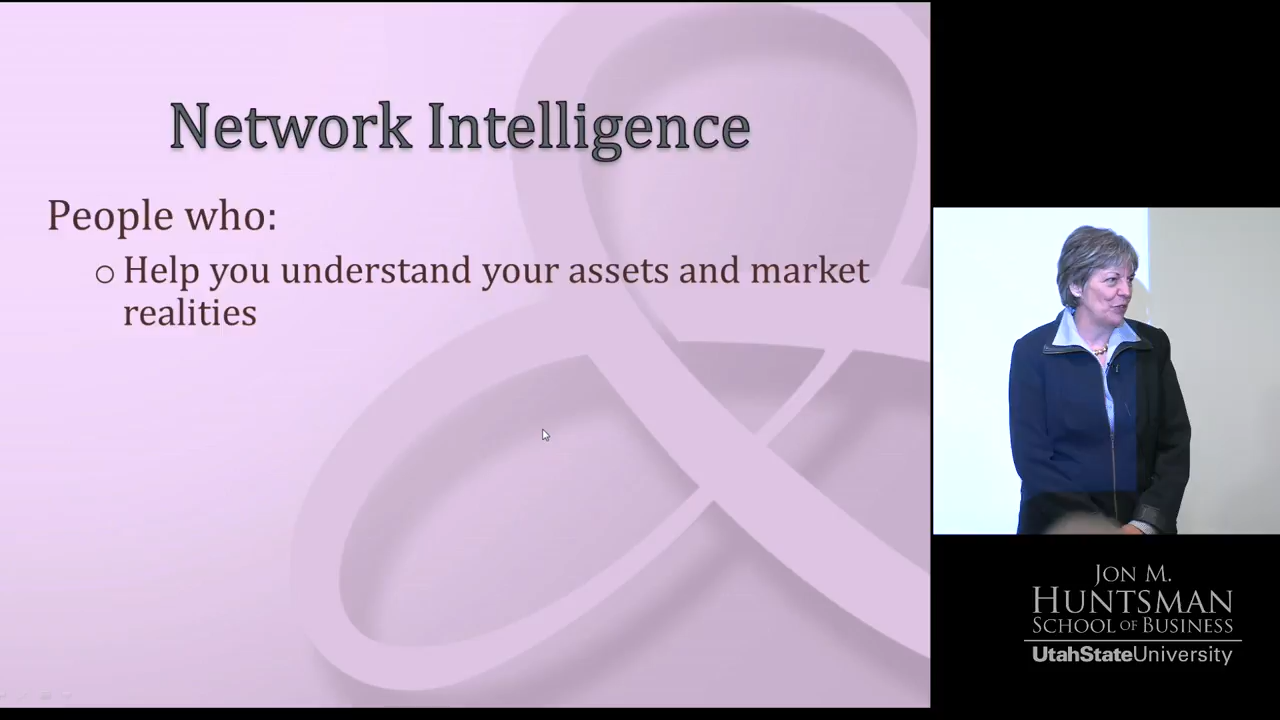 Network Intelligence
People who:
o Help you understand your assets and market
realities
JON M.
HUNTSMAN
SCHOOL OF BUSINESS
UtahStateUniversity